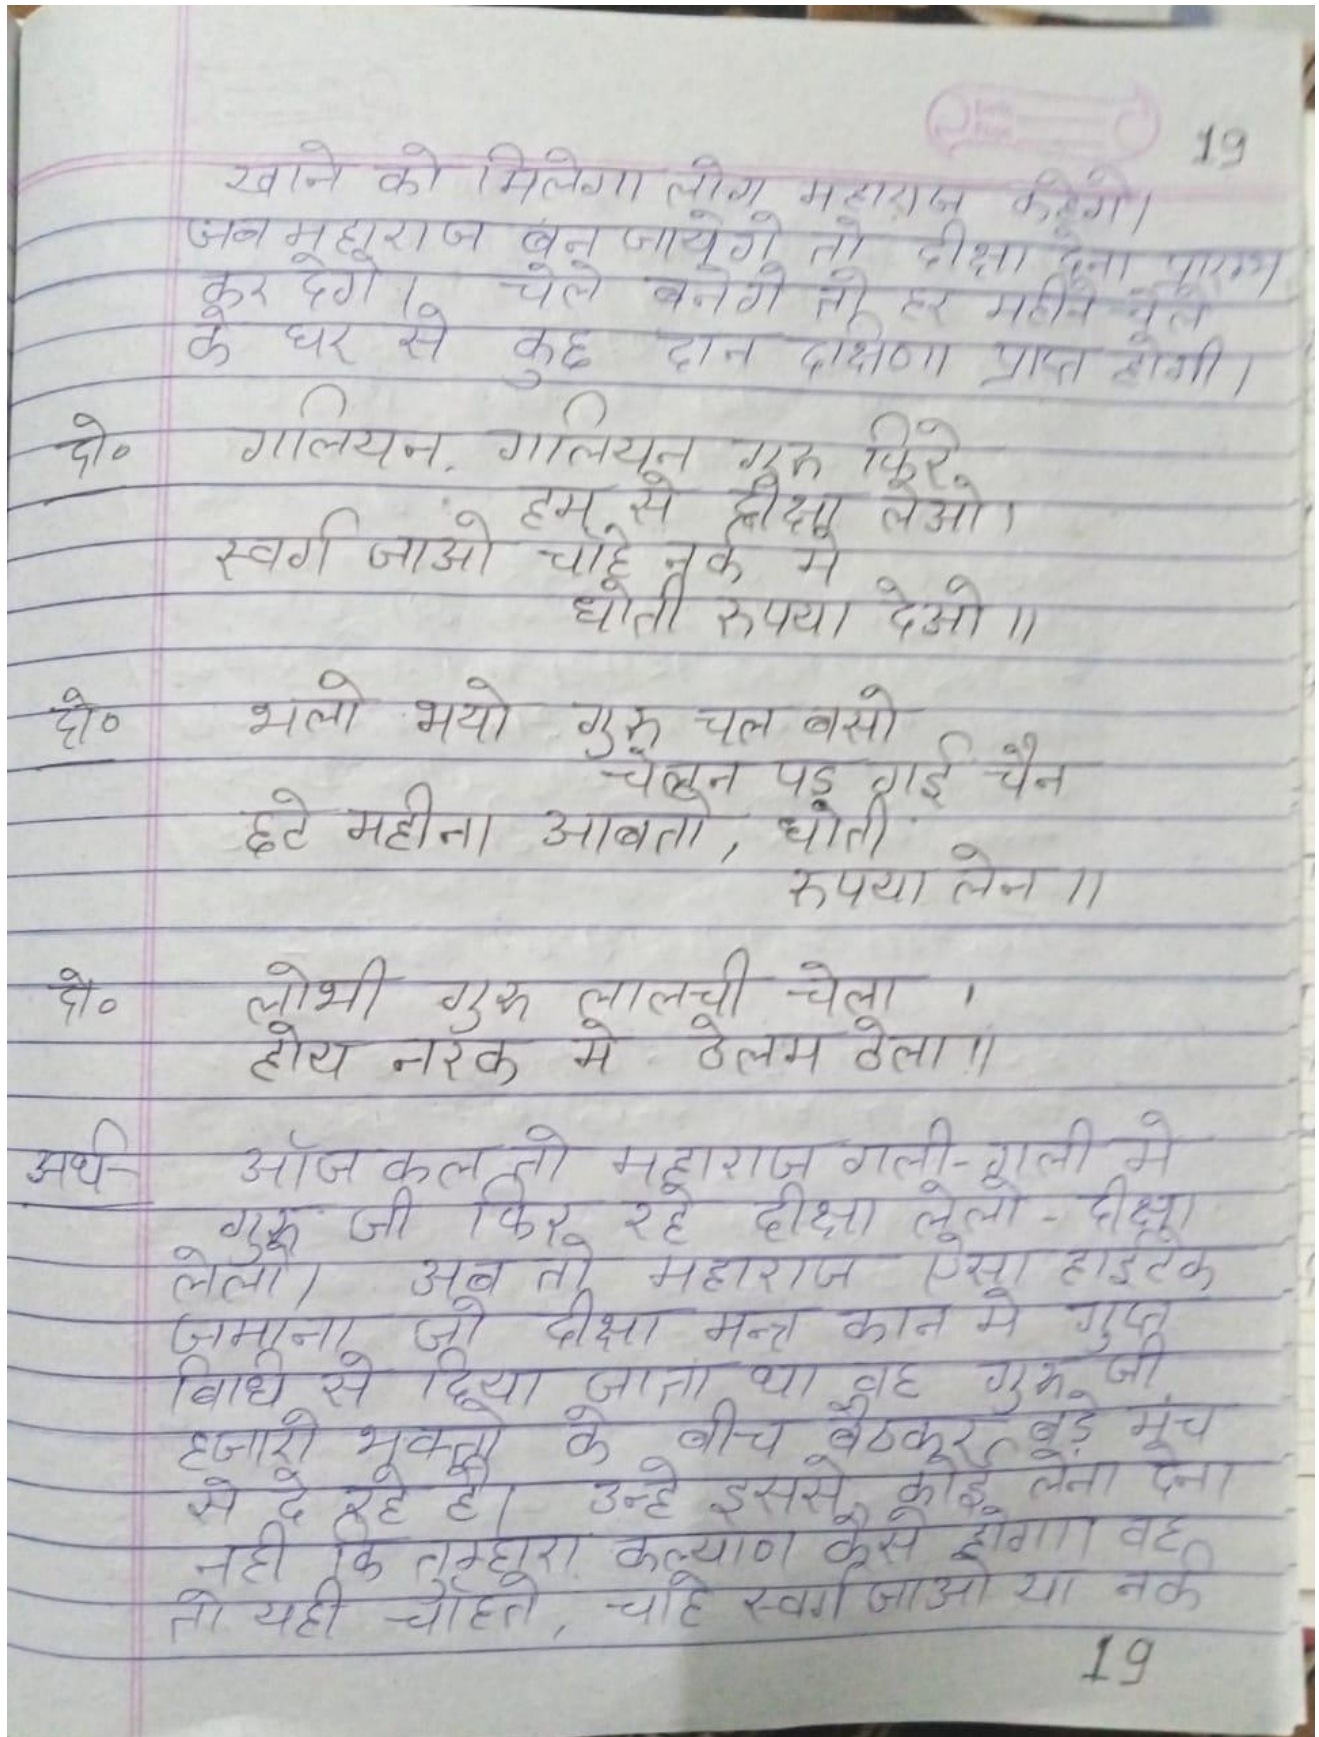 19
खाने को मिलेगा लोग महाराज कहेगे।
जब महाराज बन जायेगे तो दीक्षा देना प्रारम्भ
कर देगे। चेले बनेगे तो हर महीने चेले
के घर से कुछ दान दक्षिणा प्राप्त होगी।
दो० गलियन, गलियन गुरु फिरे,
हम से दीक्षा लेओ।
स्वर्ग जाओ चाहे नर्क मे
धोती रुपया देओ॥
दो० भलो भयो गुरु चल बसो
चेलन पड़ गई चैन
छटे महीना आबतो, धोती
रुपया लेन॥
दो० लोभी गुरु लालची चेला।
होय नरक मे ठेलम ठेला॥
अर्थ- ऑज कल तो महाराज गली-गली मे
गुरू जी फिर रहे दीक्षा लेलो - दीक्षा
लेलो। अब तो महाराज ऐसा हाईटेक
जमाना जो दीक्षा मन्त्र कान मे गुप्त
बिधि से दिया जाता था वह गुरु जी
हजारो भक्तो के बीच बैठकर बड़े मंच
से दे रहे है। उन्हे इससे कोई लेना देना
नही कि तुम्हारा कल्याण कैसे होगा। वह
तो यही चाहते, चाहे स्वर्ग जाओ या नर्क
19